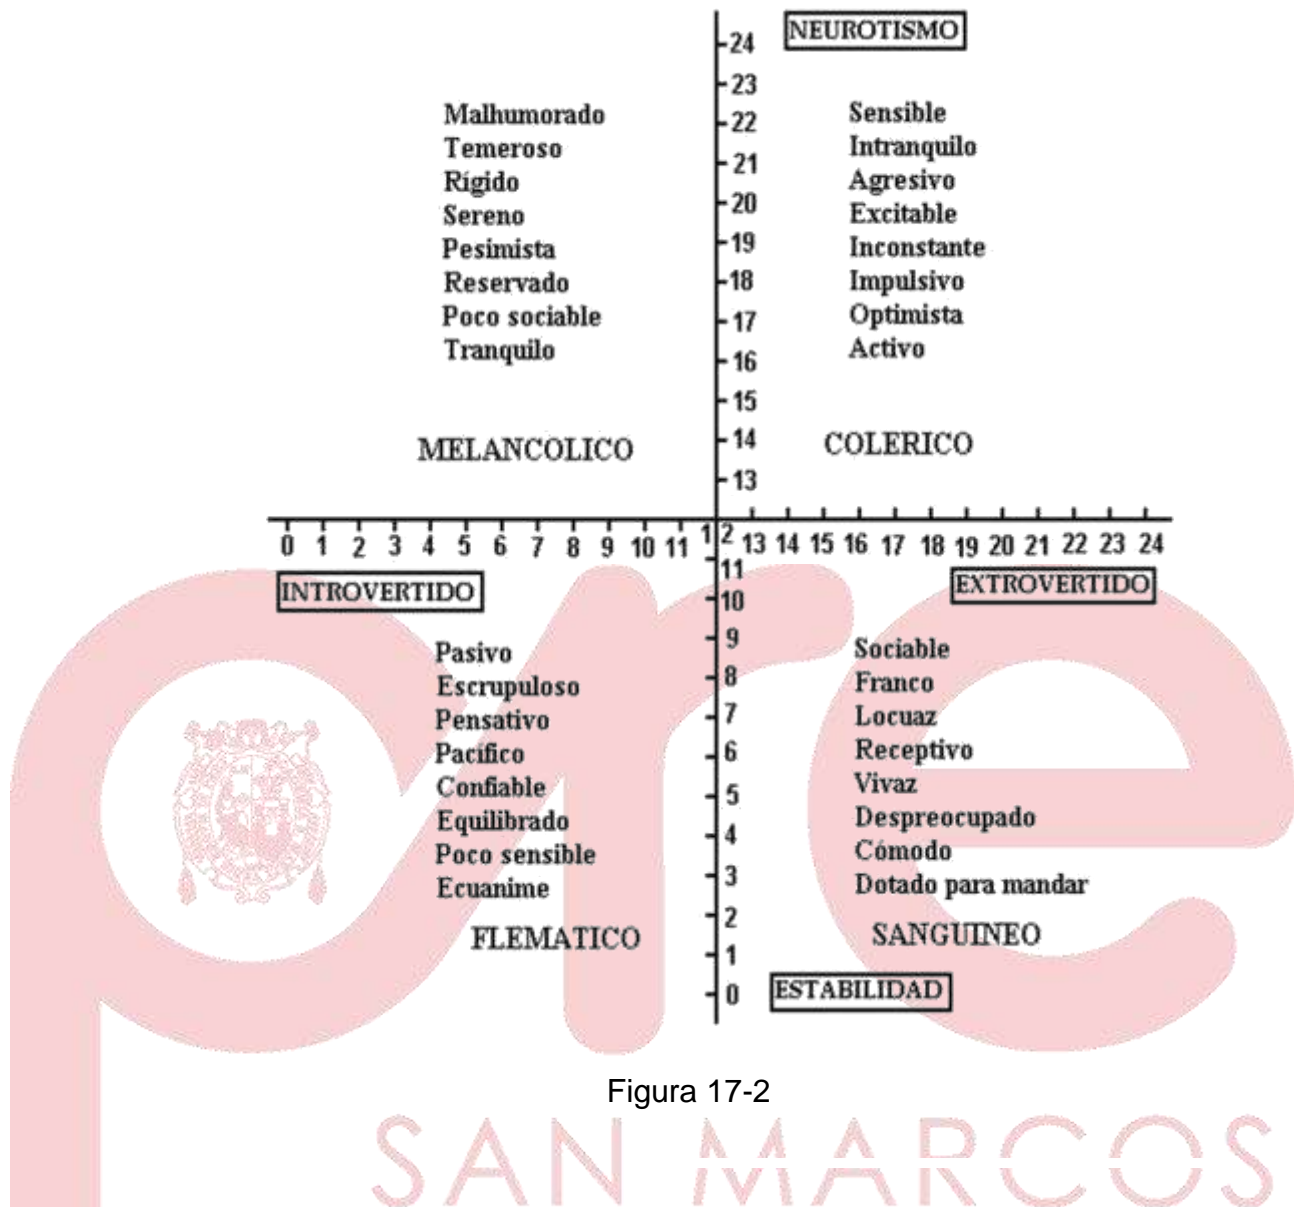 NEUROTISMO
24
23
22
21
20
19
18
17
16
15
14
13
Malhumorado
Temeroso
Rígido
Sereno
Pesimista
Reservado
Poco sociable
Tranquilo
MELANCOLICO
Sensible
Intranquilo
Agresivo
Excitable
Inconstante
Impulsivo
Optimista
Activo
COLERICO
0 1 2 3 4 5 6 7 8 9 10 11 12 13 14 15 16 17 18 19 20 21 22 23 24
INTROVERTIDO
EXTROVERTIDO
11
10
9
8
7
6
5
4
3
2
1
0
Pasivo
Escrupuloso
Pensativo
Pacífico
Confiable
Equilibrado
Poco sensible
Ecuanime
FLEMATICO
Sociable
Franco
Locuaz
Receptivo
Vivaz
Despreocupado
Cómodo
Dotado para mandar
SANGUINEO
ESTABILIDAD
Figura 17-2
pre
SAN MARCOS